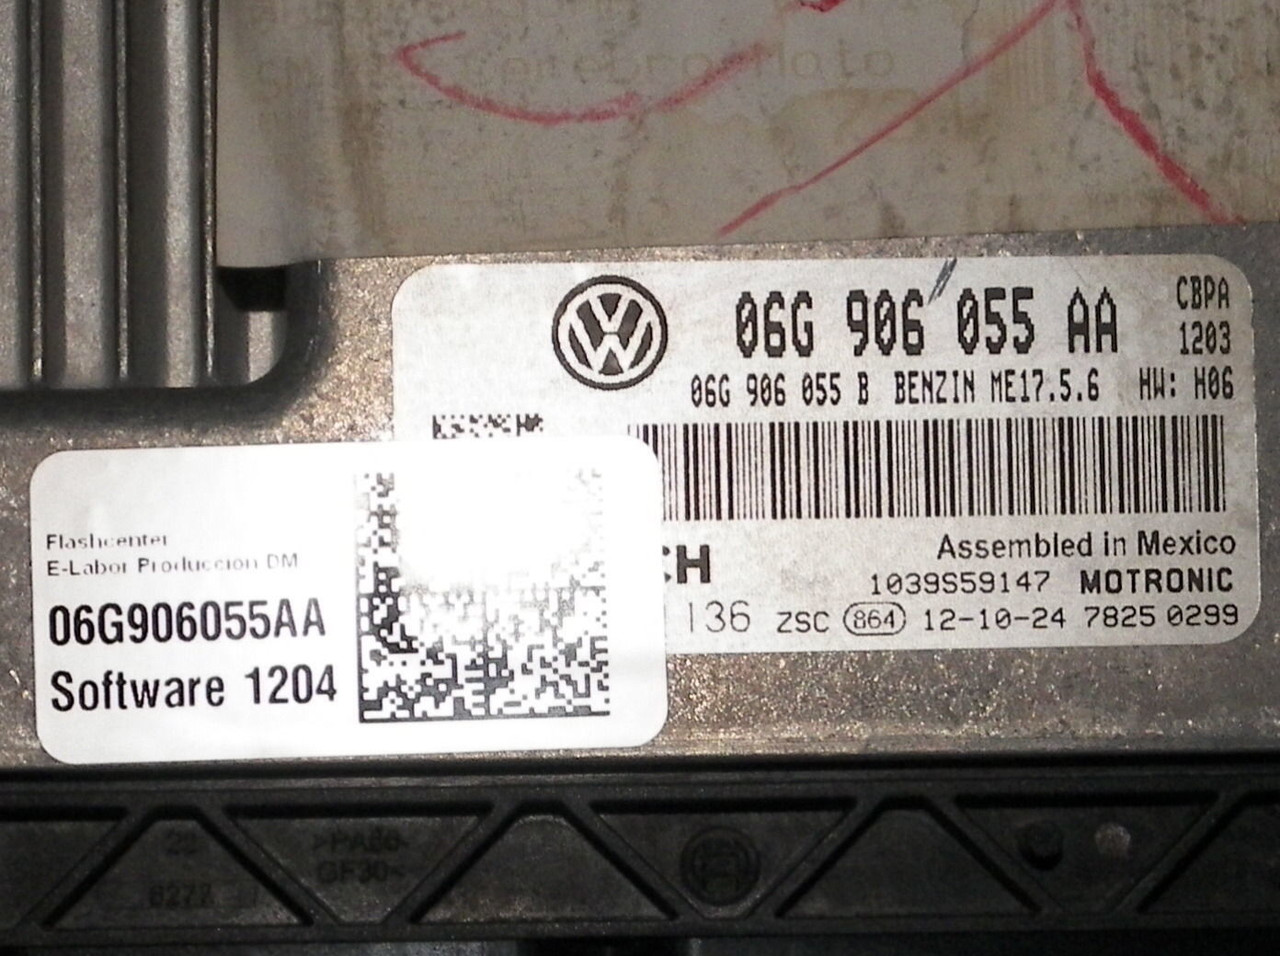 06G 906 055 AA
CBPA
1203
06G 906 055 B BENZIN ME17.5.6 HW: H06
Assembled in Mexico
1039S59147 MOTRONIC
136 ZSC 864 12-10-24 7825 0299
Flashcenter
E-Labor Produccion DM
06G906055AA
Software 1204
>PA66-
GF30<